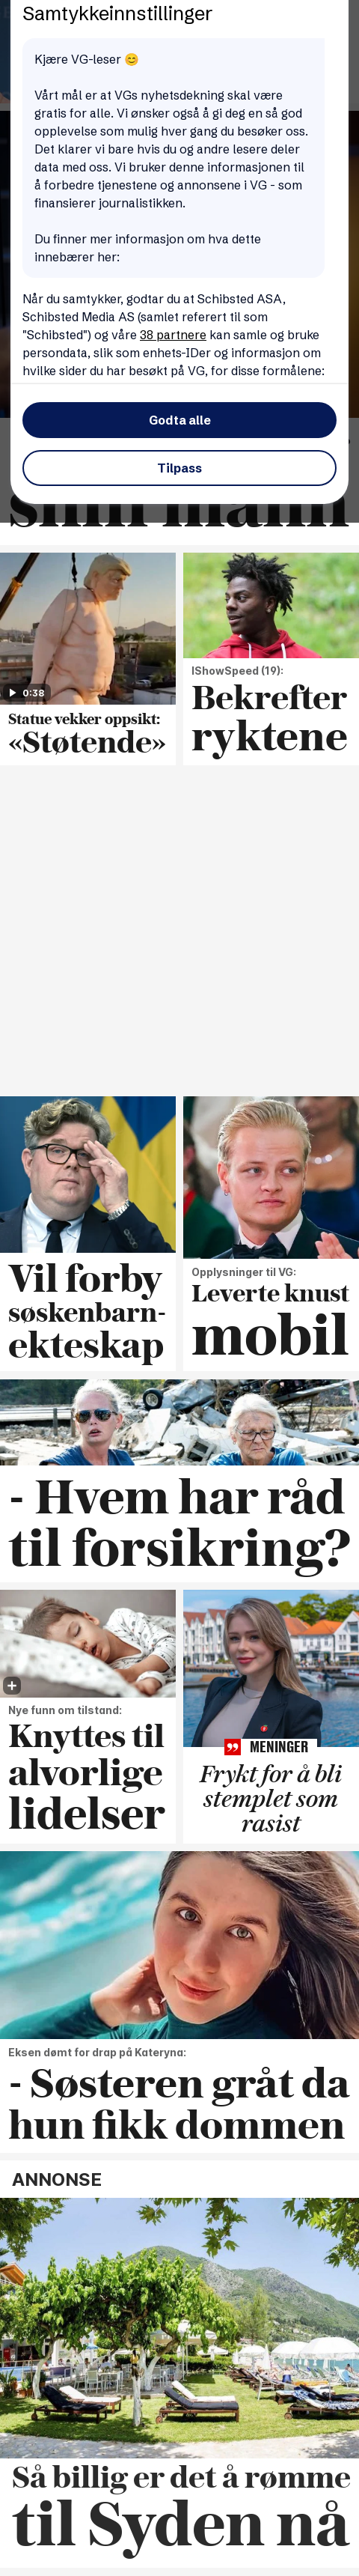 Samtykkeinnstillinger
Kjære VG-leser 😊
Vårt mål er at VGs nyhetsdekning skal være
gratis for alle. Vi ønsker også å gi deg en så god
opplevelse som mulig hver gang du besøker oss.
Det klarer vi bare hvis du og andre lesere deler
data med oss. Vi bruker denne informasjonen til
å forbedre tjenestene og annonsene i VG - som
finansierer journalistikken.
Du finner mer informasjon om hva dette
innebærer her:
Når du samtykker, godtar du at Schibsted ASA,
Schibsted Media AS (samlet referert til som
"Schibsted") og våre 38 partnere kan samle og bruke
persondata, slik som enhets-IDer og informasjon om
hvilke sider du har besøkt på VG, for disse formålene:
Godta alle
Tilpass
0:38
Statue vekker oppsikt:
«Støtende»
IShowSpeed (19):
Bekrefter
ryktene
Vil forby
søskenbarn-
ekteskap
Opplysninger til VG:
Leverte knust
mobil
- Hvem har råd
til forsikring?
Nye funn om tilstand:
Knyttes til
alvorlige
lidelser
MENINGER
Frykt for å bli
stemplet som
rasist
Eksen dømt for drap på Kateryna:
- Søsteren gråt da
hun fikk dommen
ANNONSE
Så billig er det å rømme
til Syden nå